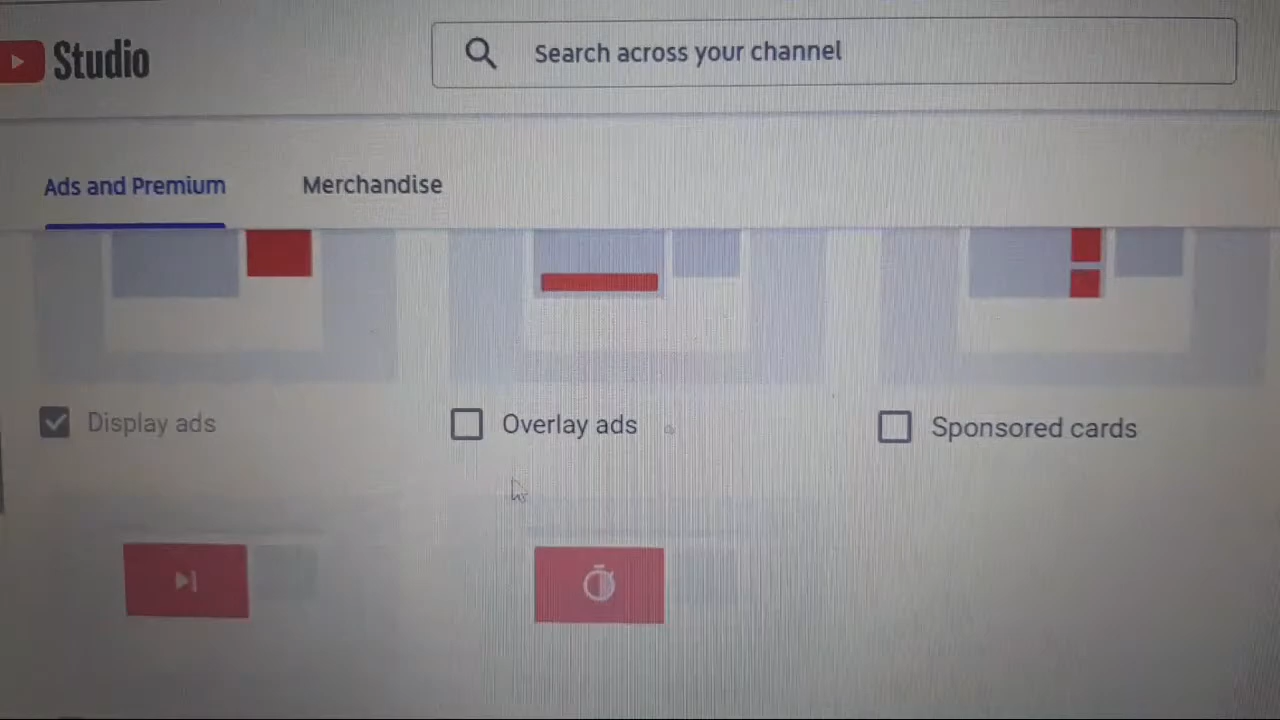 Studio
Search across your channel
Ads and Premium
Merchandise
Display ads
Overlay ads
Sponsored cards